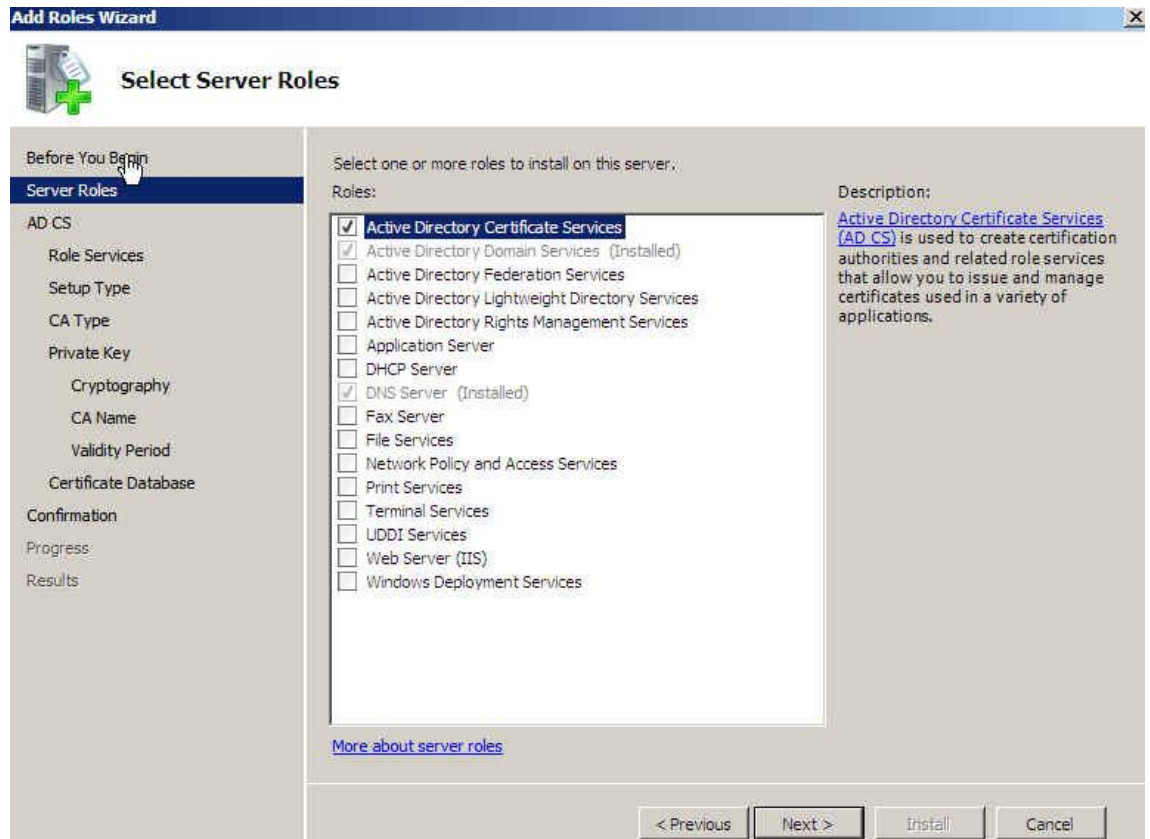 Add Roles Wizard
Select Server Roles
Before You Begin
Server Roles
AD CS
Role Services
Setup Type
CA Type
Private Key
Cryptography
CA Name
Validity Period
Certificate Database
Confirmation
Progress
Results
Select one or more roles to install on this server.
Roles:
Active Directory Certificate Services
Active Directory Domain Services (Installed)
Active Directory Federation Services
Active Directory Lightweight Directory Services
Active Directory Rights Management Services
Application Server
DHCP Server
DNS Server (Installed)
Fax Server
File Services
Network Policy and Access Services
Print Services
Terminal Services
UDDI Services
Web Server (IIS)
Windows Deployment Services
More about server roles
Description:
Active Directory Certificate Services
(AD CS) is used to create certification
authorities and related role services
that allow you to issue and manage
certificates used in a variety of
applications.
< Previous
Next >
Install
Cancel